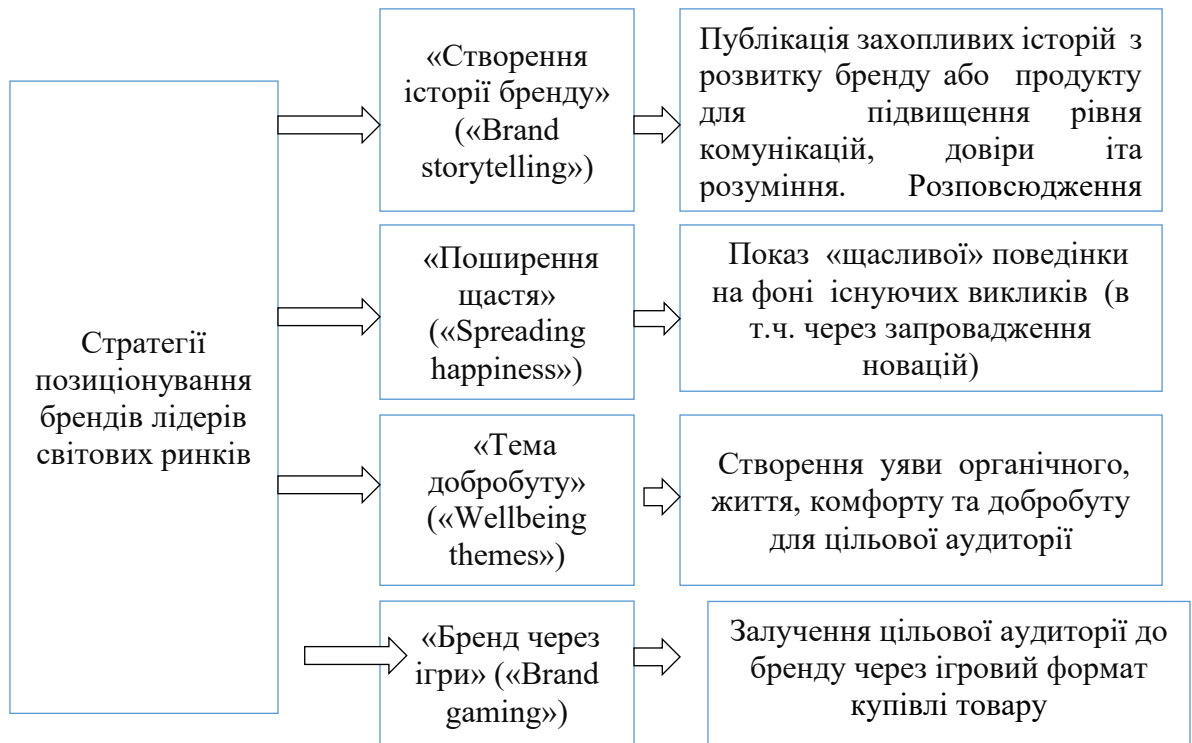 Стратегії
позиціонування
брендів лідерів
світових ринків
«Створення
історії бренду»
(«Brand
storytelling»)
Публікація захопливих історій з
розвитку бренду або продукту
для підвищення рівня
комунікацій, довіри іта
розуміння. Розповсюдження
«Поширення
щастя»
(«Spreading
happiness»)
Показ «щасливої» поведінки
на фоні існуючих викликів (в
т.ч. через запровадження
новацій)
«Тема
добробуту»
(«Wellbeing
themes»)
Створення уяви органічного,
життя, комфорту та добробуту
для цільової аудиторії
«Бренд через
ігри» («Brand
gaming»)
Залучення цільової аудиторії до
бренду через ігровий формат
купівлі товару